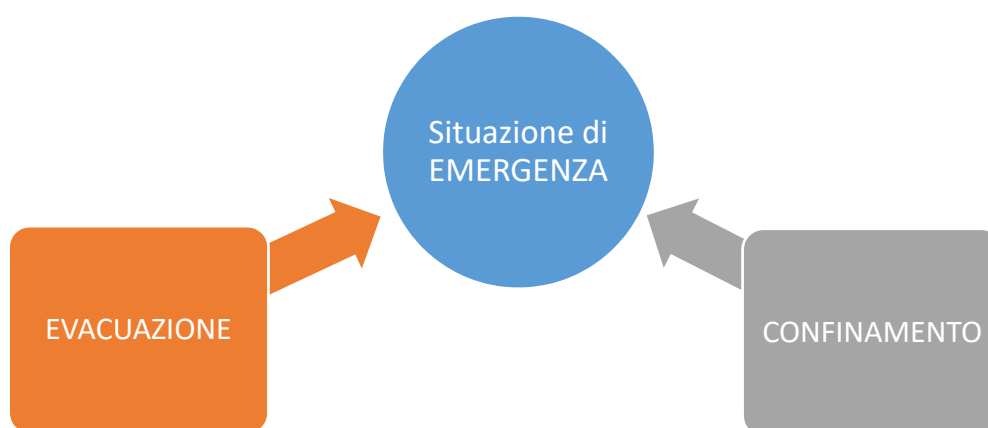 Situazione di
EMERGENZA
EVACUAZIONE
CONFINAMENTO